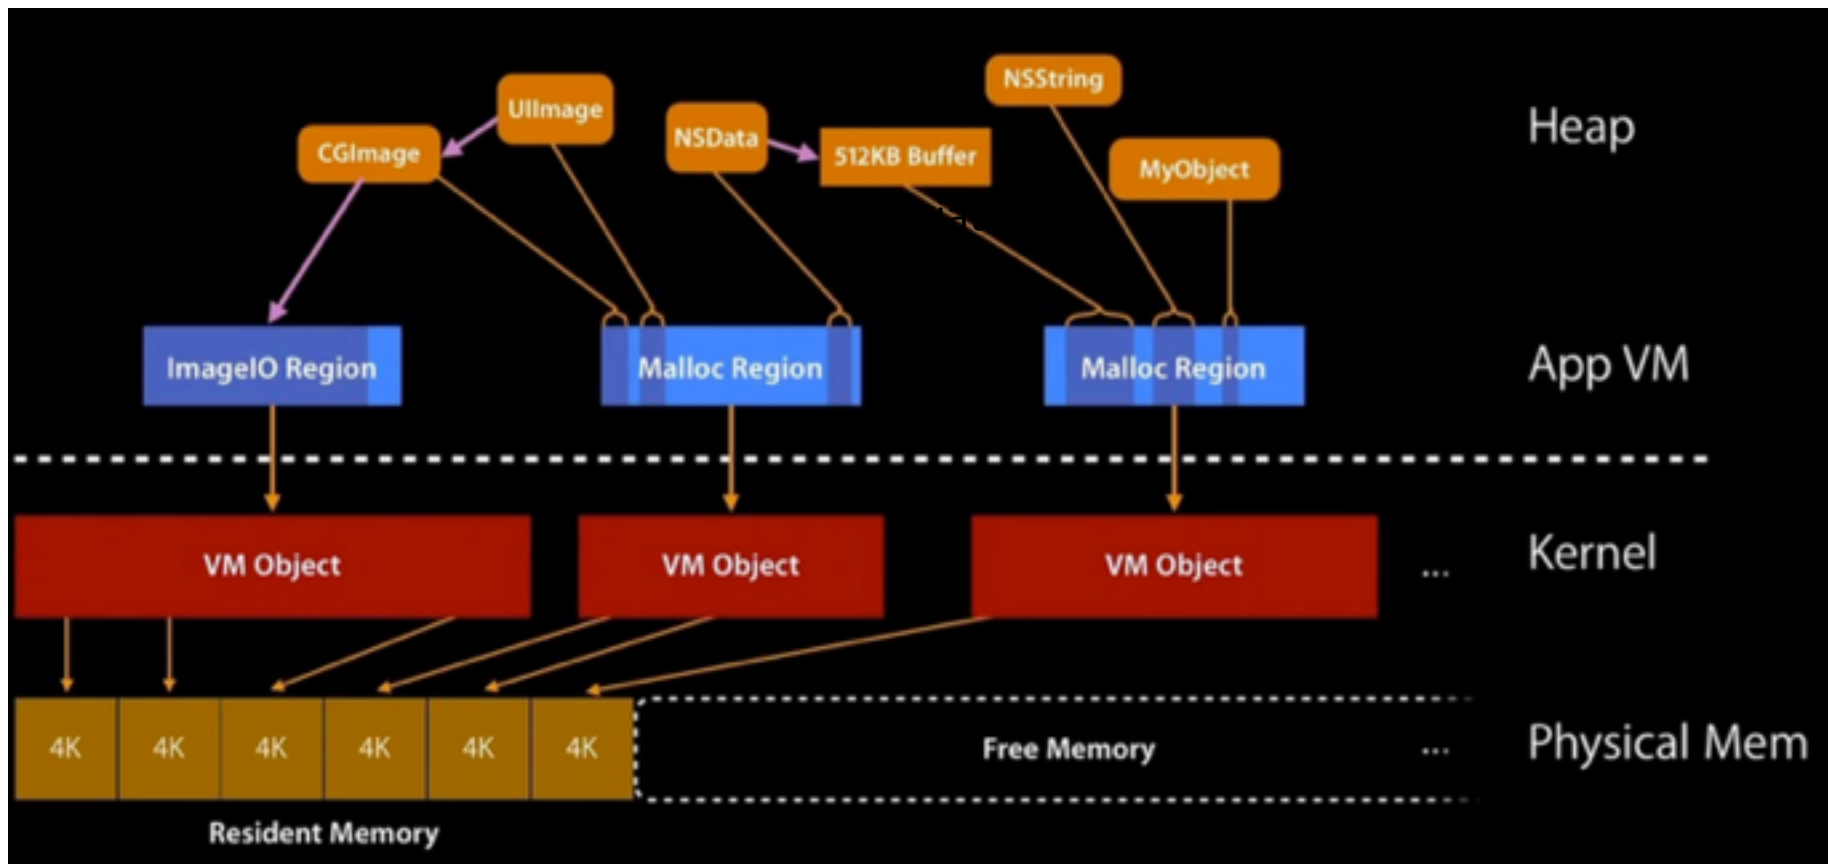 NSString
UIImage
Heap
NSData
CGImage
512KB Buffer
MyObject
ImageIO Region
Malloc Region
Malloc Region
App VM
VM Object
VM Object
VM Object
...
Kernel
4K
4K
4K
4K
4K
4K
Free Memory
...
Physical Mem
Resident Memory